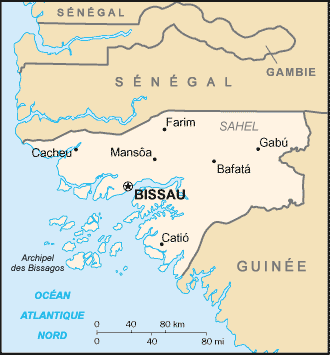 SÉNÉGAL
GAMBIE
SÉNÉGAL
Farim
SAHEL
Gabú
Cacheu
Mansôa
Bafatá
BISSAU
Catió
Archipel
des Bissagos
GUINÉE
OCÉAN
ATLANTIQUE
NORD
0 40 80 km
0 40 80 mi